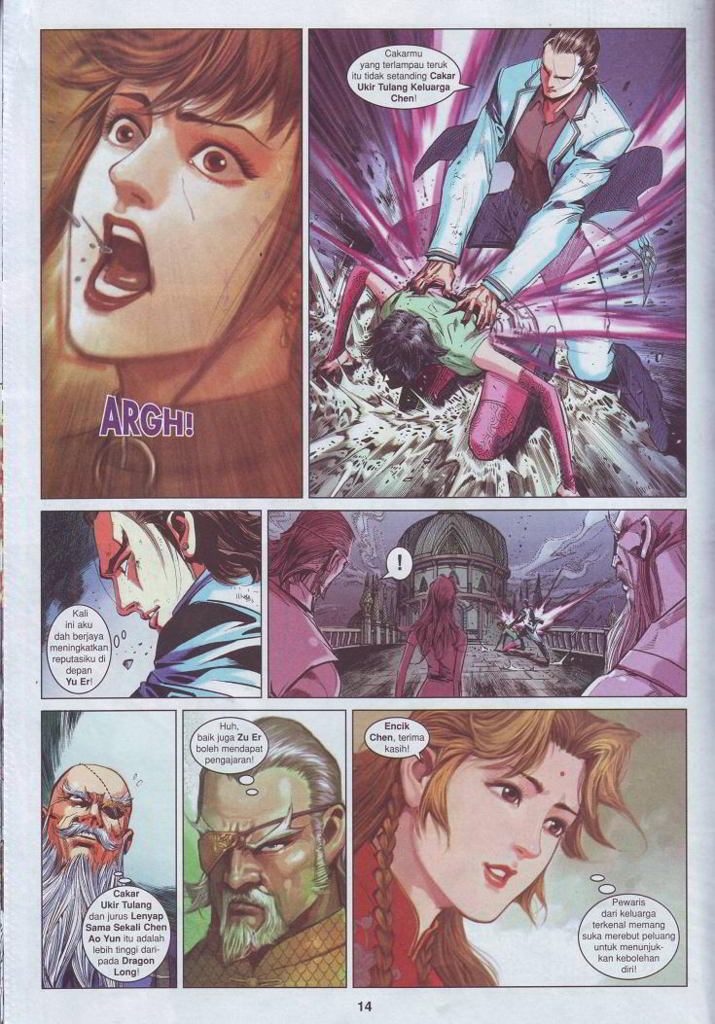 ARGH!
Cakarmu
yang terlampau teruk
itu tidak setanding Cakar
Ukir Tulang Keluarga
Chen!
Kali
ini aku
dah berjaya
meningkatkan
reputasiku di
depan
Yu Er!
!
Cakar
Ukir Tulang
dan jurus Lenyap
Sama Sekali Chen
Ao Yun itu adalah
lebih tinggi dari-
pada Dragon
Long!
Huh,
baik juga Zu Er
boleh mendapat
pengajaran!
Encik
Chen, terima
kasih!
Pewaris
dari keluarga
terkenal memang
suka merebut peluang
untuk menunjuk-
kan kebolehan
diri!
14